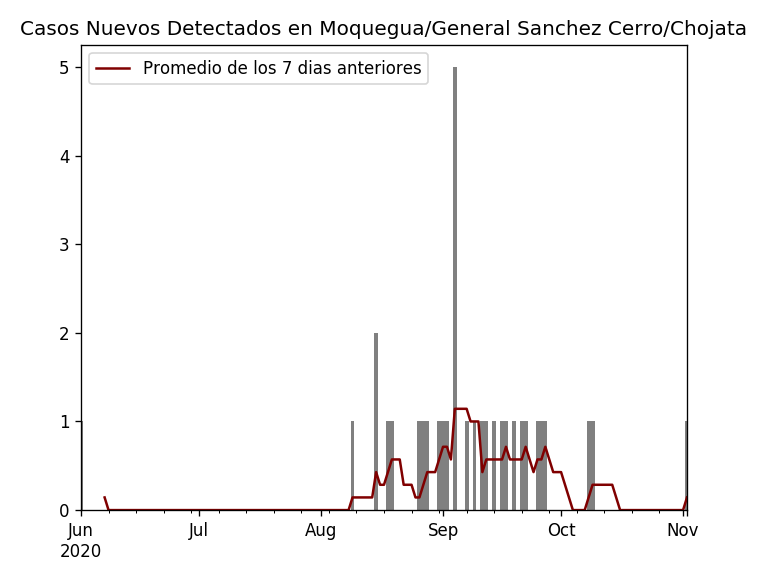 Casos Nuevos Detectados en Moquegua/General Sanchez Cerro/Chojata
Promedio de los 7 dias anteriores
5
4
3
2
1
0
Jun Jul Aug Sep Oct Nov
2020